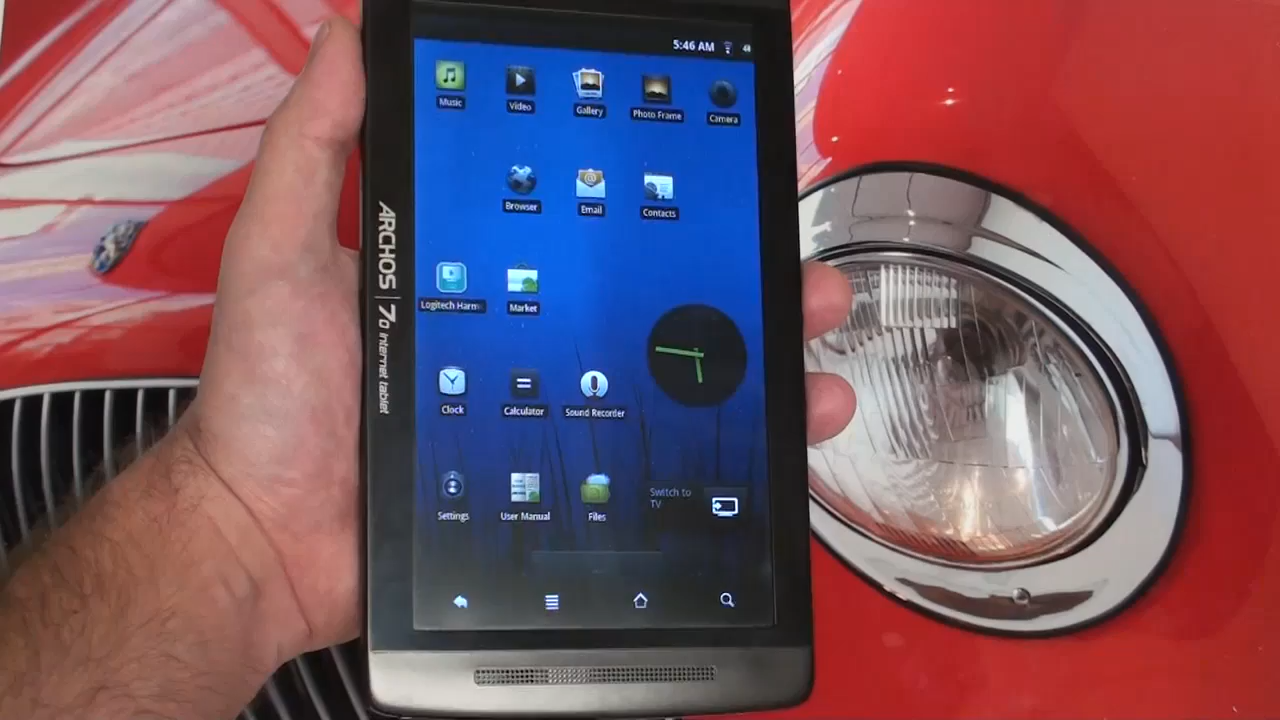 5:46 AM
Music
Video
Gallery
Photo Frame
Camera
Browser
Email
Contacts
Logitech Harm
Market
Clock
Calculator
Sound Recorder
Settings
User Manual
Files
Switch to
TV
ARCHOS | 70 internet tablet